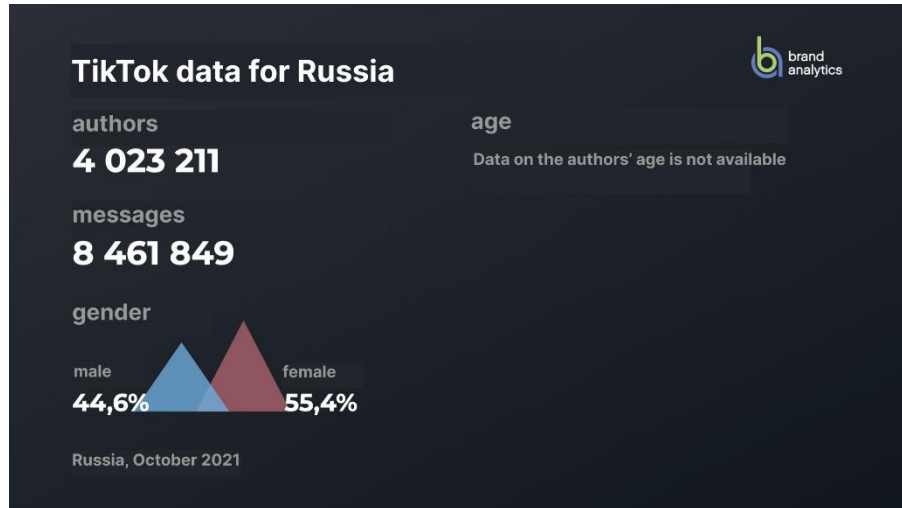 TikTok data for Russia
brand
analytics
authors
4 023 211
age
Data on the authors’ age is not available
messages
8 461 849
gender
male
44,6%
female
55,4%
Russia, October 2021